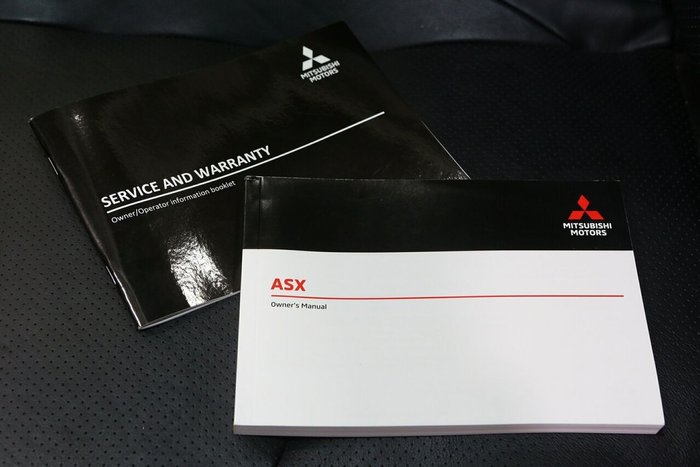 MITSUBISHI
MOTORS
SERVICE AND WARRANTY
Owner/Operator information booklet
MITSUBISHI
MOTORS
ASX
Owner's Manual